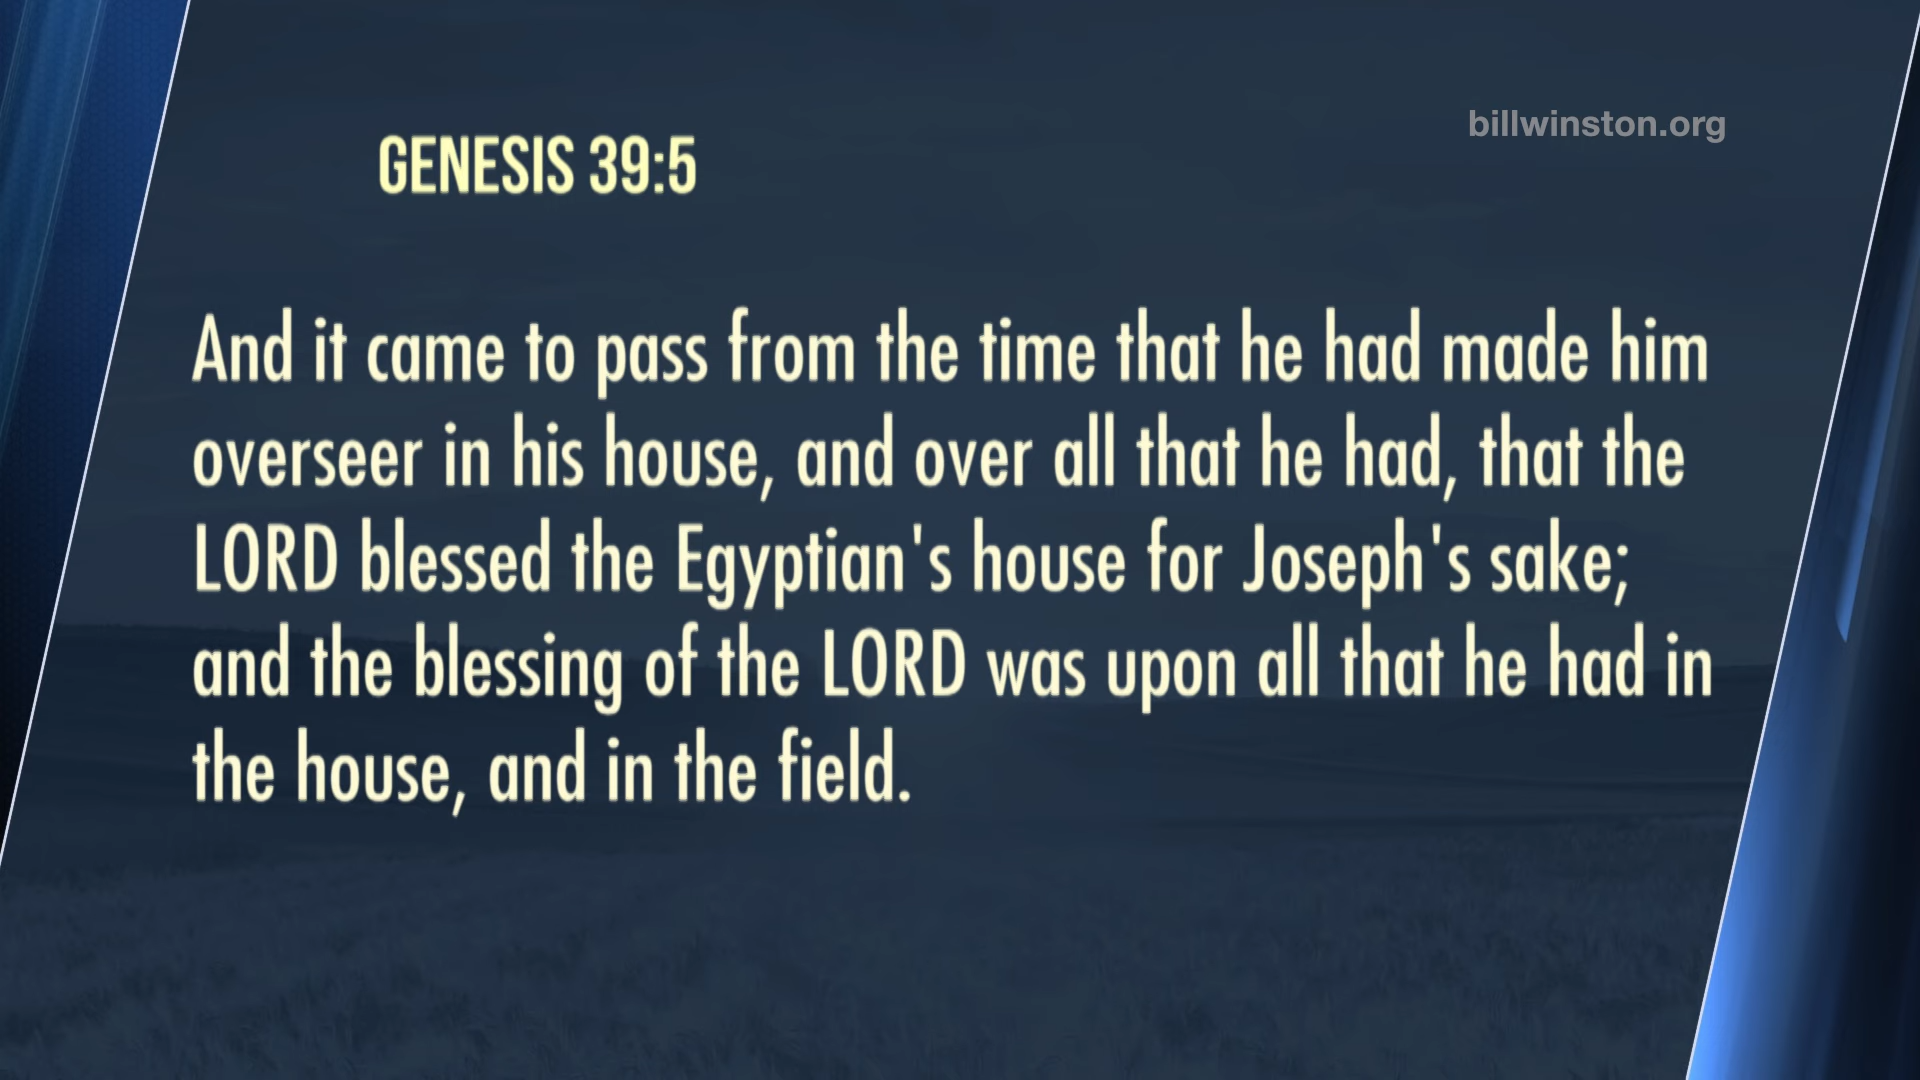 billwinston.org
GENESIS 39:5
And it came to pass from the time that he had made him
overseer in his house, and over all that he had, that the
LORD blessed the Egyptian's house for Joseph's sake;
and the blessing of the LORD was upon all that he had in
the house, and in the field.